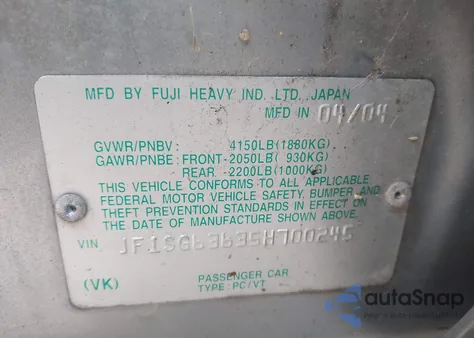 MFD BY FUJI HEAVY IND. LTD., JAPAN
MFD IN 04/04
GVWR/PNBV: 4150LB(1880KG)
GAWR/PNBE: FRONT-2050LB( 930KG)
REAR -2200LB(1000KG)
THIS VEHICLE CONFORMS TO ALL APPLICABLE
FEDERAL MOTOR VEHICLE SAFETY, BUMPER AND
THEFT PREVENTION STANDARDS IN EFFECT ON
THE DATE OF MANUFACTURE SHOWN ABOVE.
VIN
(VK)
PASSENGER CAR
TYPE: PC/VT
autoSnap